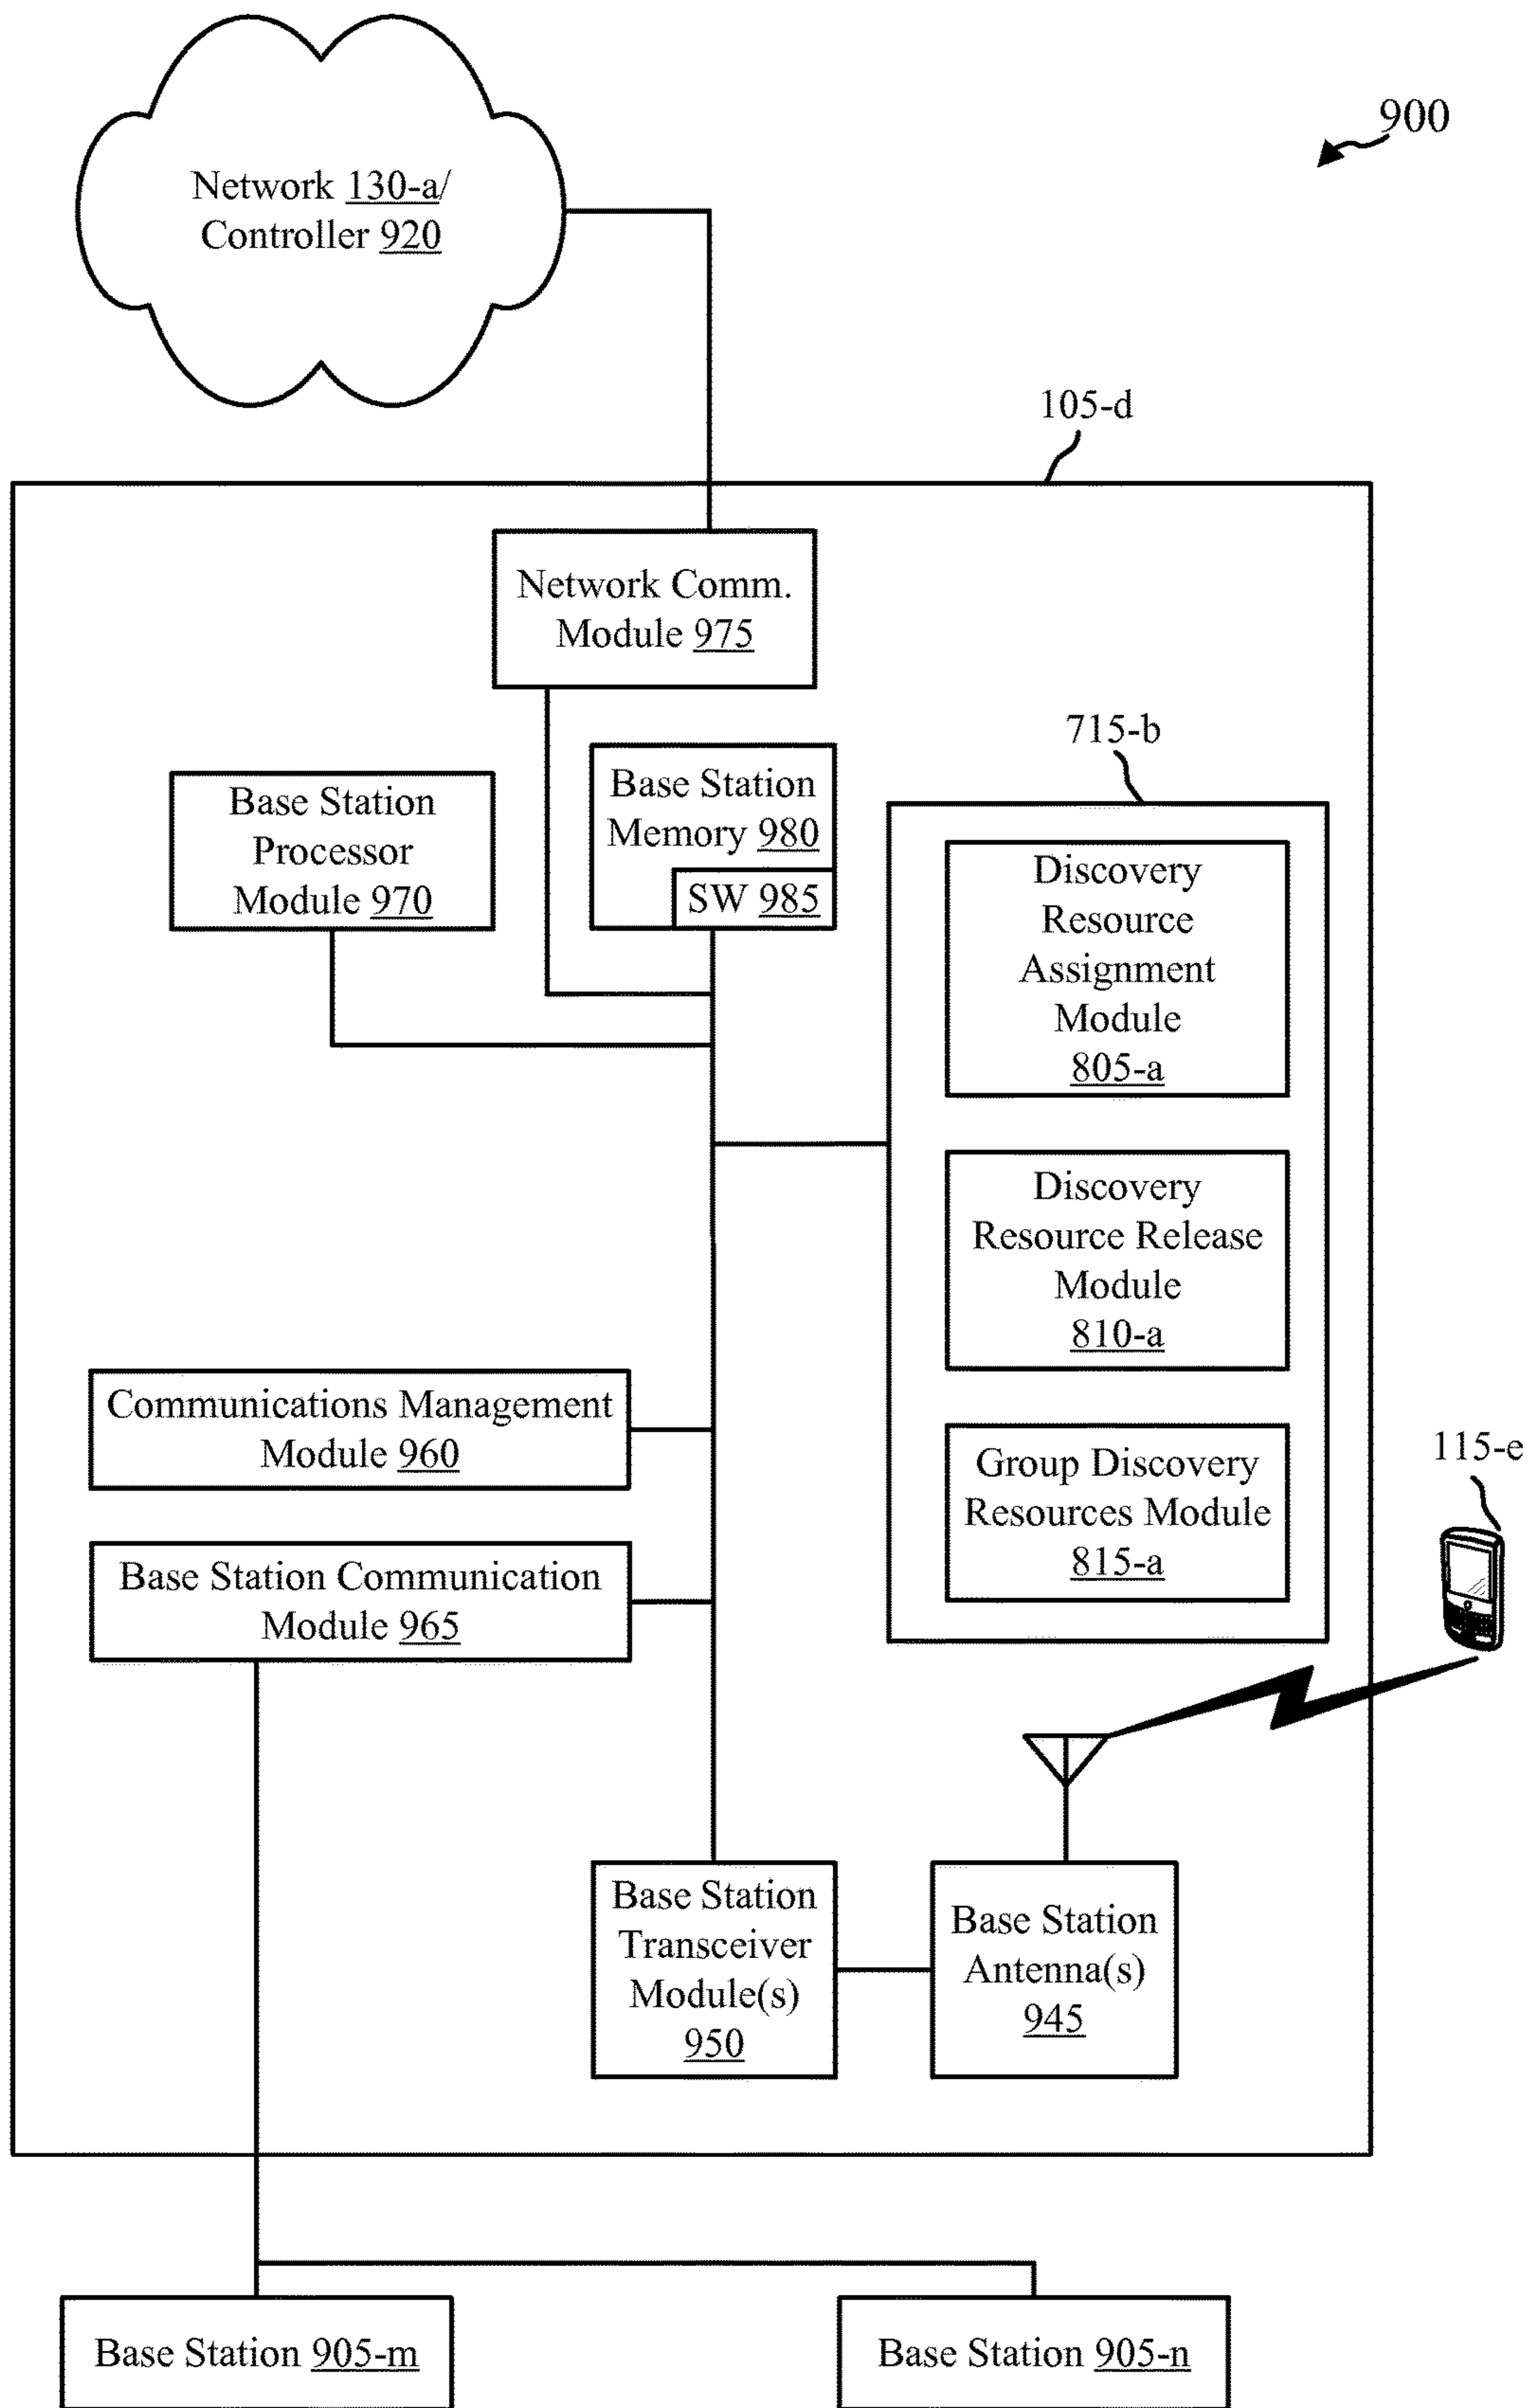 900
Network 130-a/
Controller 920
105-d
Network Comm.
Module 975
715-b
Base Station
Processor
Module 970
Base Station
Memory 980
SW 985
Discovery
Resource
Assignment
Module
805-a
Discovery
Resource Release
Module
810-a
Communications Management
Module 960
Group Discovery
Resources Module
815-a
115-e
Base Station Communication
Module 965
Base Station
Transceiver
Module(s)
950
Base Station
Antenna(s)
945
Base Station 905-m
Base Station 905-n